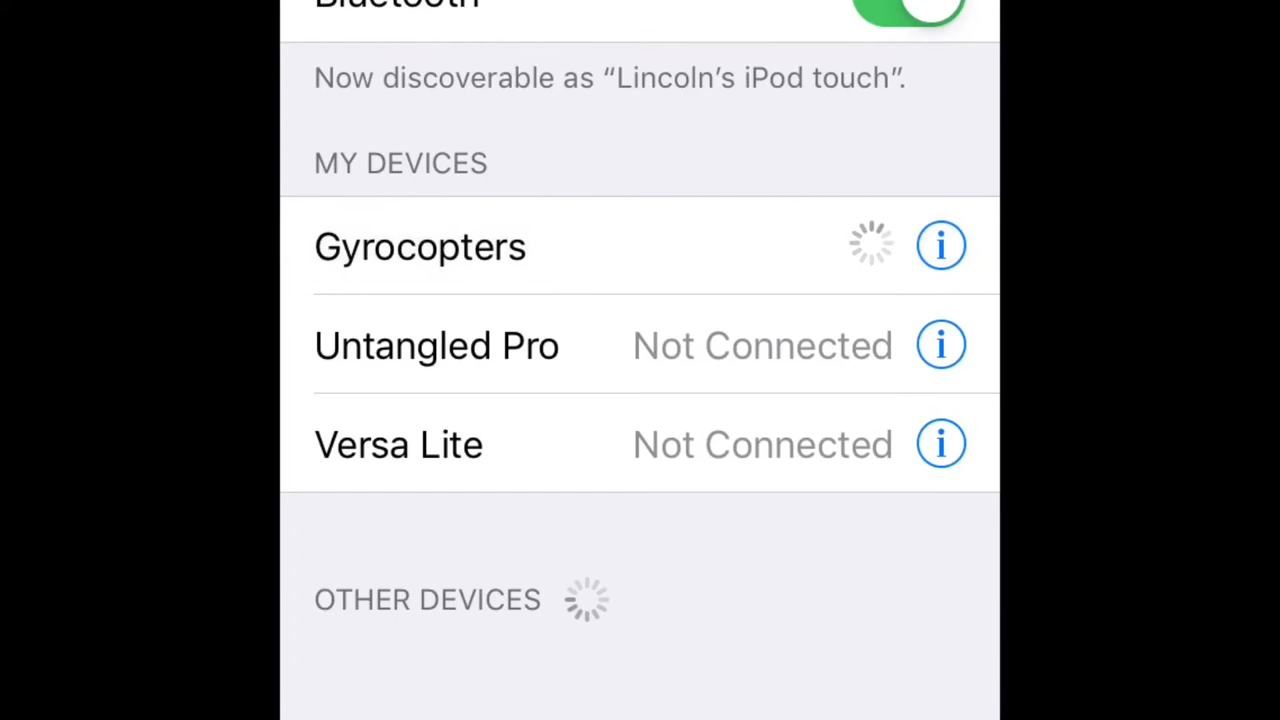 Bluetooth
Now discoverable as “Lincoln’s iPod touch”.
MY DEVICES
Gyrocopters
Untangled Pro Not Connected
Versa Lite Not Connected
OTHER DEVICES